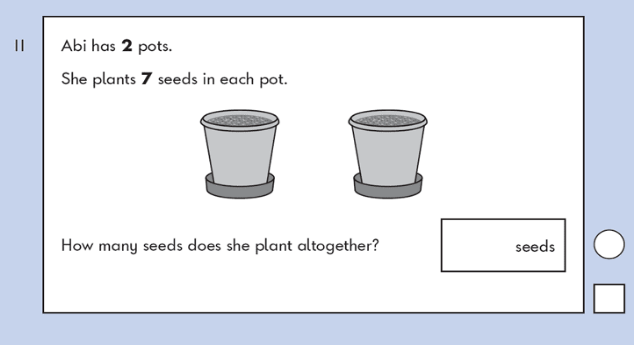 11
Abi has 2 pots.
She plants 7 seeds in each pot.
How many seeds does she plant altogether?
seeds